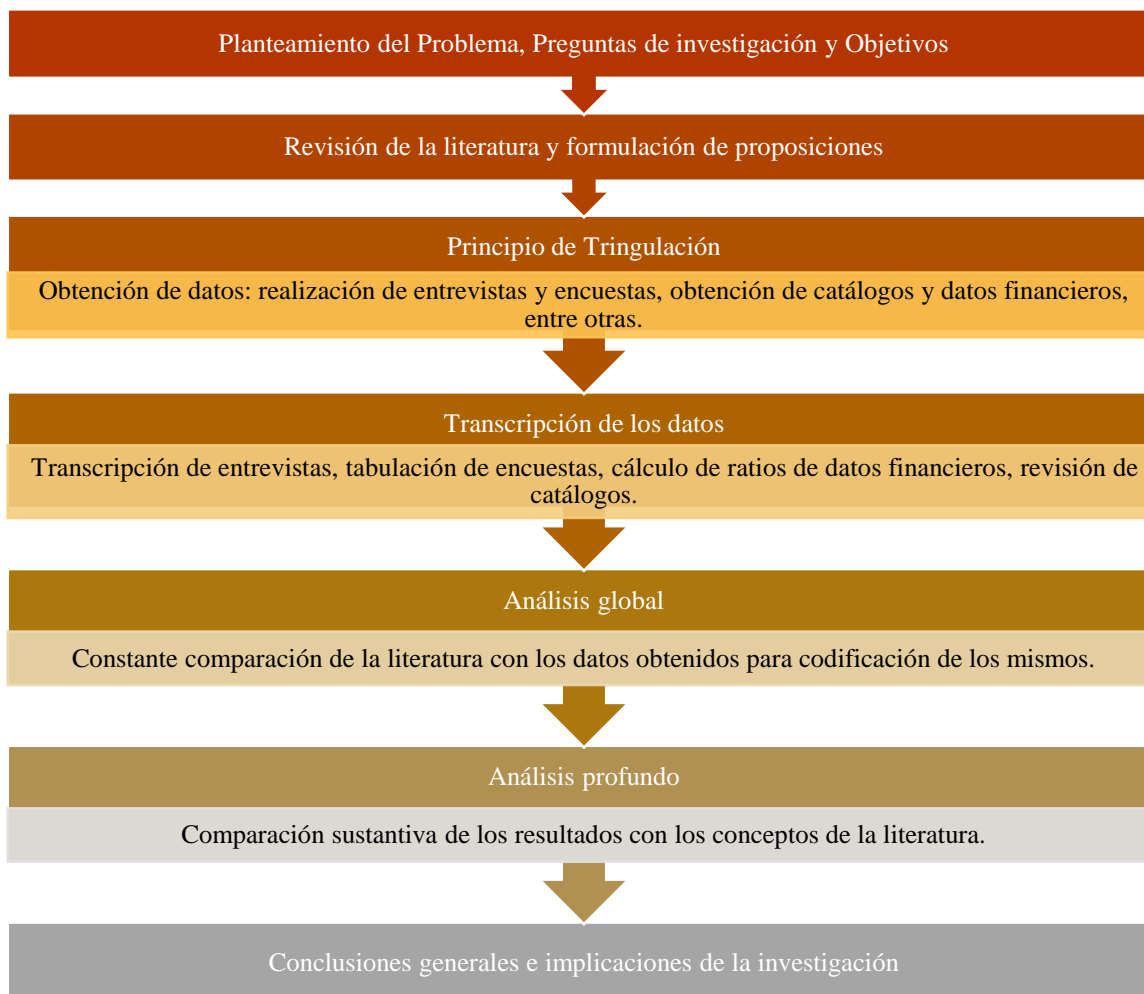 Planteamiento del Problema, Preguntas de investigación y Objetivos
Revisión de la literatura y formulación de proposiciones
Principio de Tringulación
Obtención de datos: realización de entrevistas y encuestas, obtención de catálogos y datos financieros,
entre otras.
Transcripción de los datos
Transcripción de entrevistas, tabulación de encuestas, cálculo de ratios de datos financieros, revisión de
catálogos.
Análisis global
Constante comparación de la literatura con los datos obtenidos para codificación de los mismos.
Análisis profundo
Comparación sustantiva de los resultados con los conceptos de la literatura.
Conclusiones generales e implicaciones de la investigación